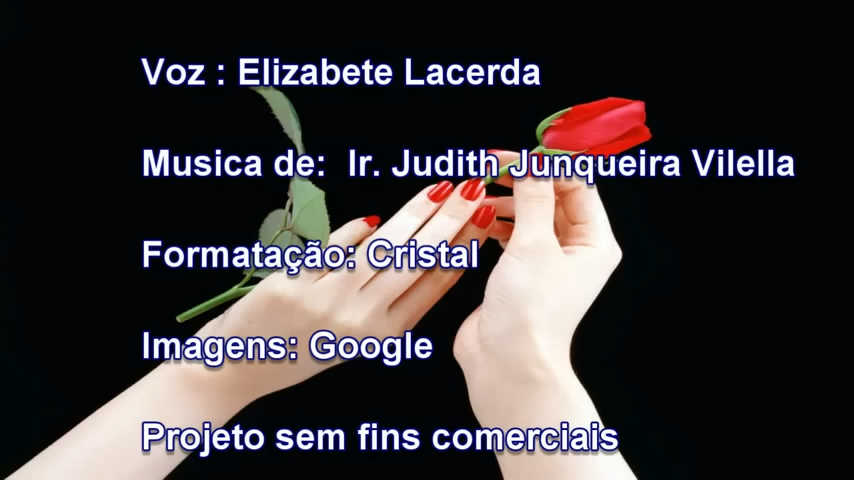 Voz : Elizabete Lacerda
Musica de:  Ir. Judith Junqueira Vilella
Formatação: Cristal
Imagens: Google
Projeto sem fins comerciais